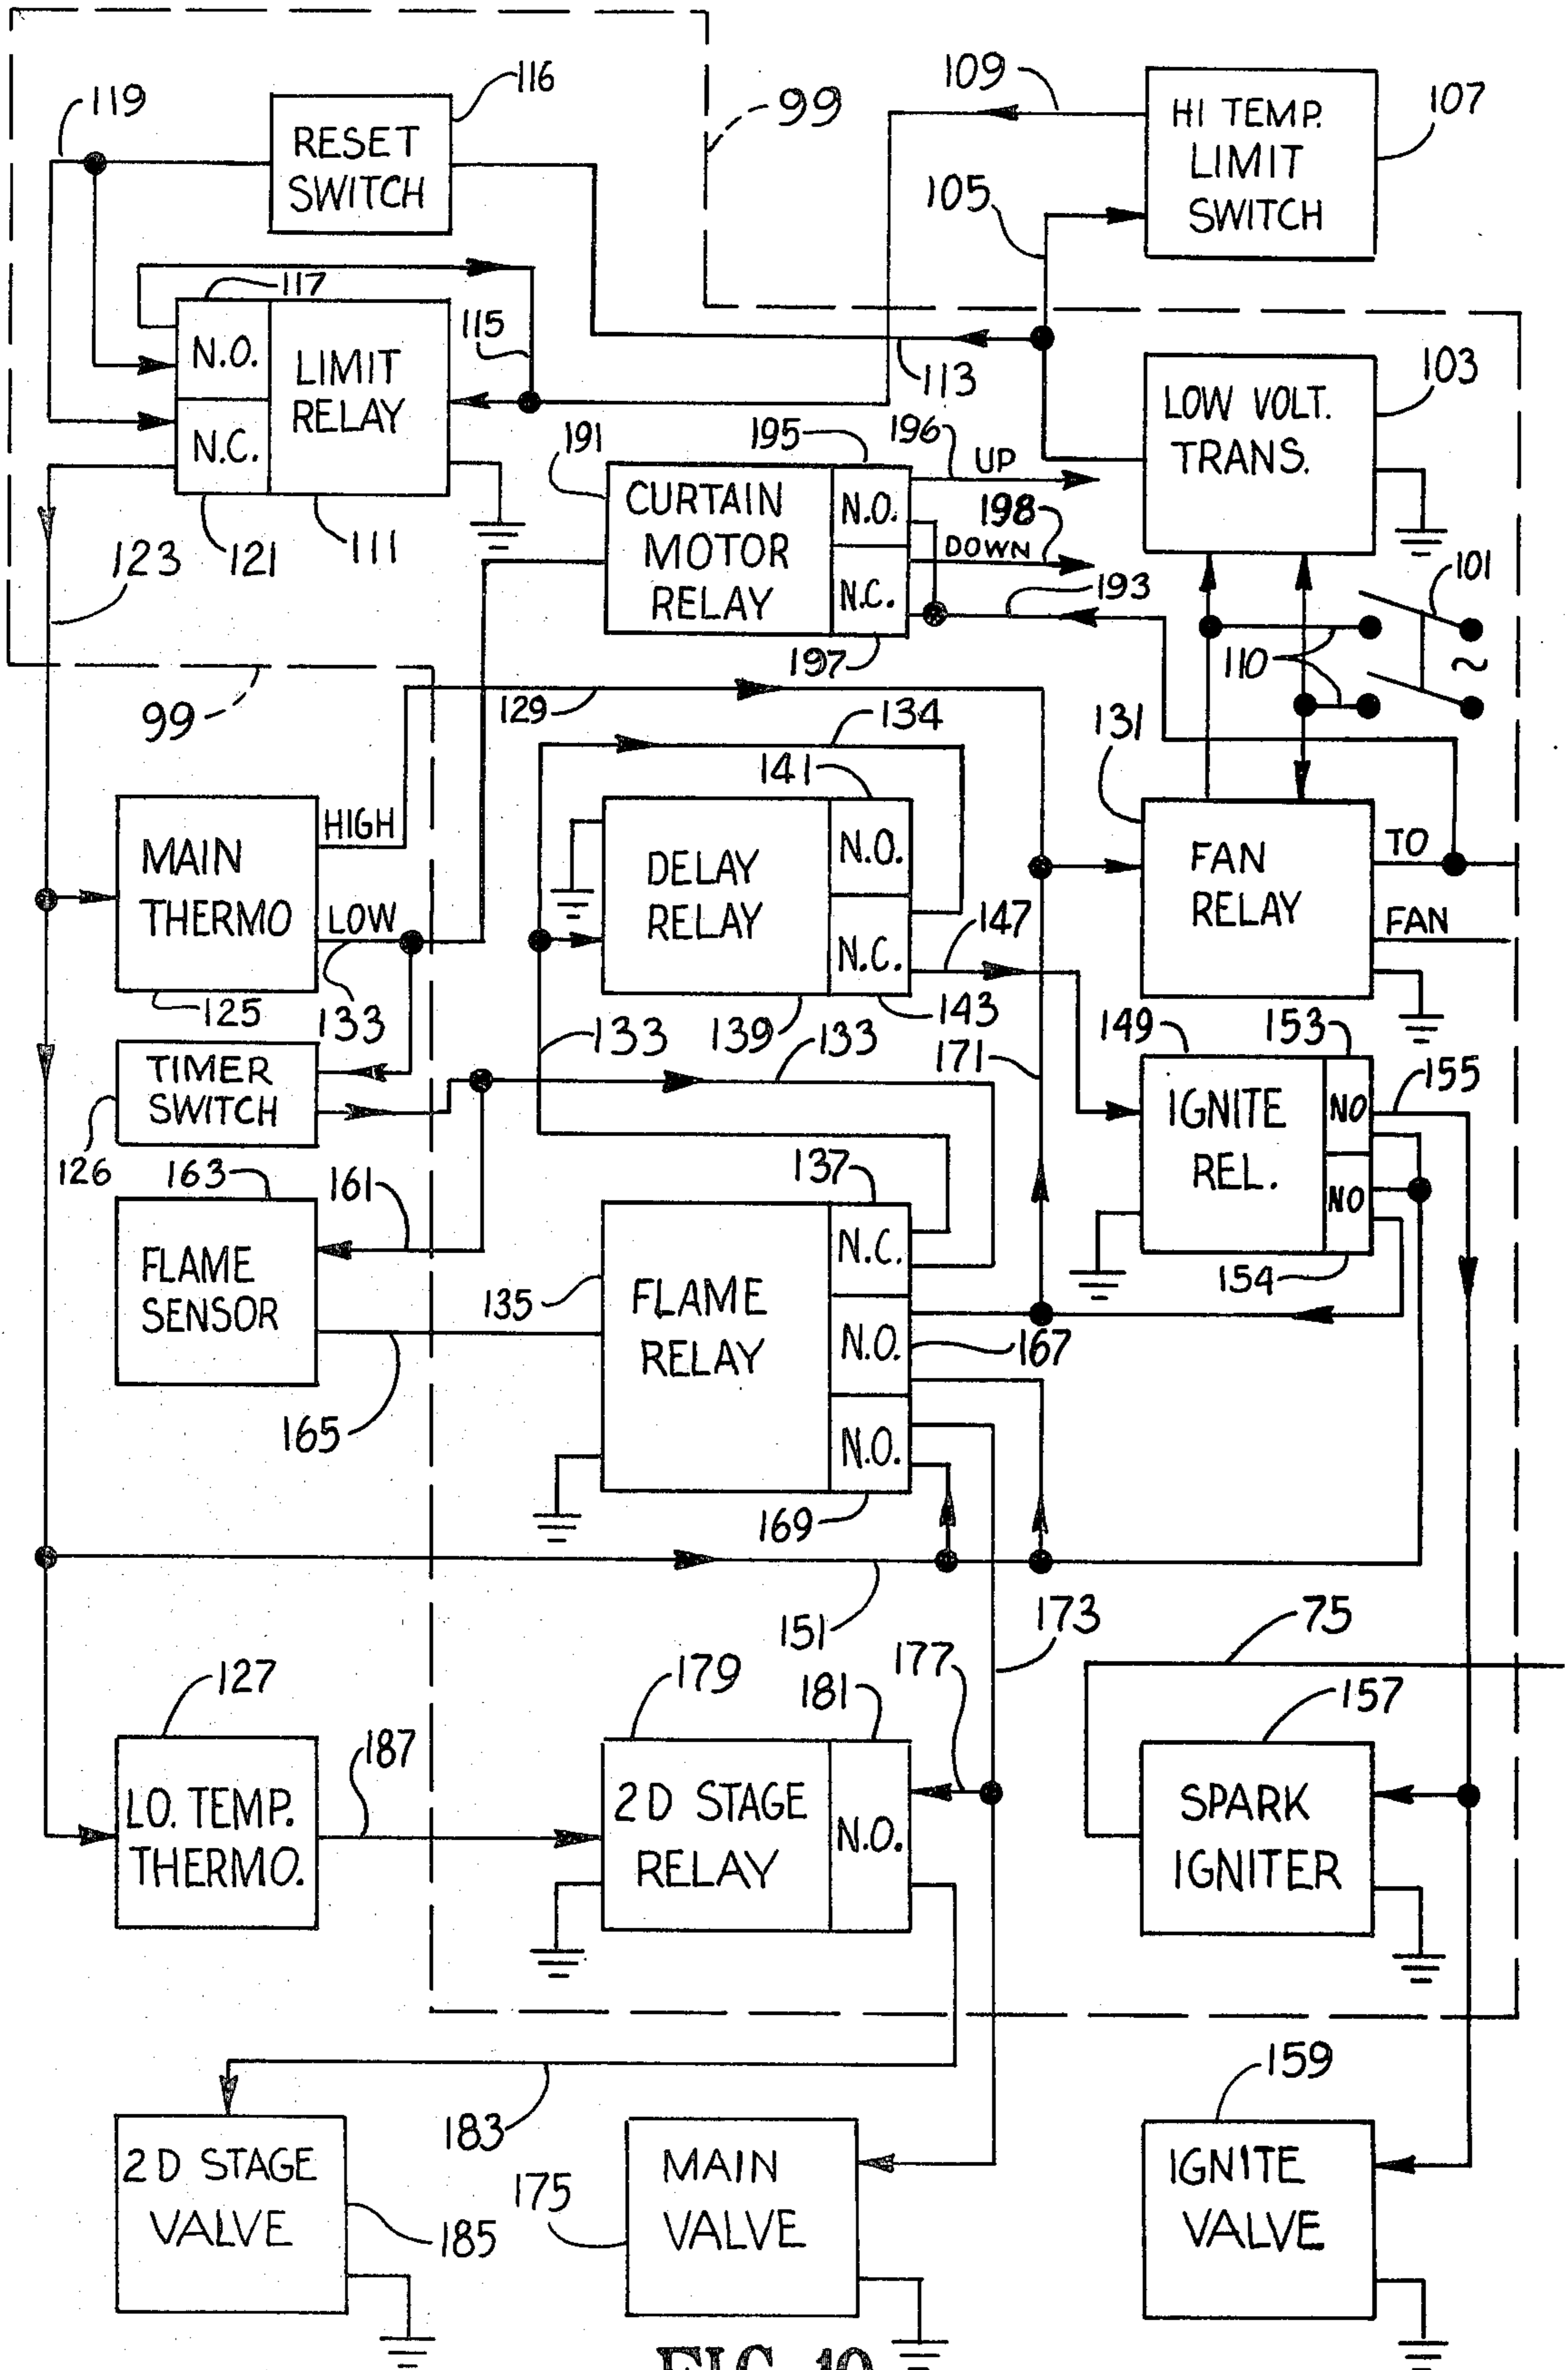 116
119
99
109
HI TEMP.
LIMIT
SWITCH
107
RESET
SWITCH
105
117
115
N.O.
N.C.
LIMIT
RELAY
113
103
LOW VOLT.
TRANS.
191
195
196
UP
123
121
111
CURTAIN
MOTOR
RELAY
N.O.
N.C.
198
DOWN
193
101
197
110
~
99
129
134
131
141
HIGH
MAIN
THERMO
LOW
125
133
DELAY
RELAY
N.O.
N.C.
147
FAN
RELAY
TO
FAN
139
143
133
133
171
149
153
155
TIMER
SWITCH
126
IGNITE
REL.
NO
NO
154
163
161
137
FLAME
SENSOR
135
FLAME
RELAY
N.C.
N.O.
N.O.
167
165
169
151
173
75
127
187
179
181
177
157
LO. TEMP.
THERMO.
2D STAGE
RELAY
N.O.
SPARK
IGNITER
183
159
2D STAGE
VALVE
185
175
MAIN
VALVE
IGNITE
VALVE
FIG. 10